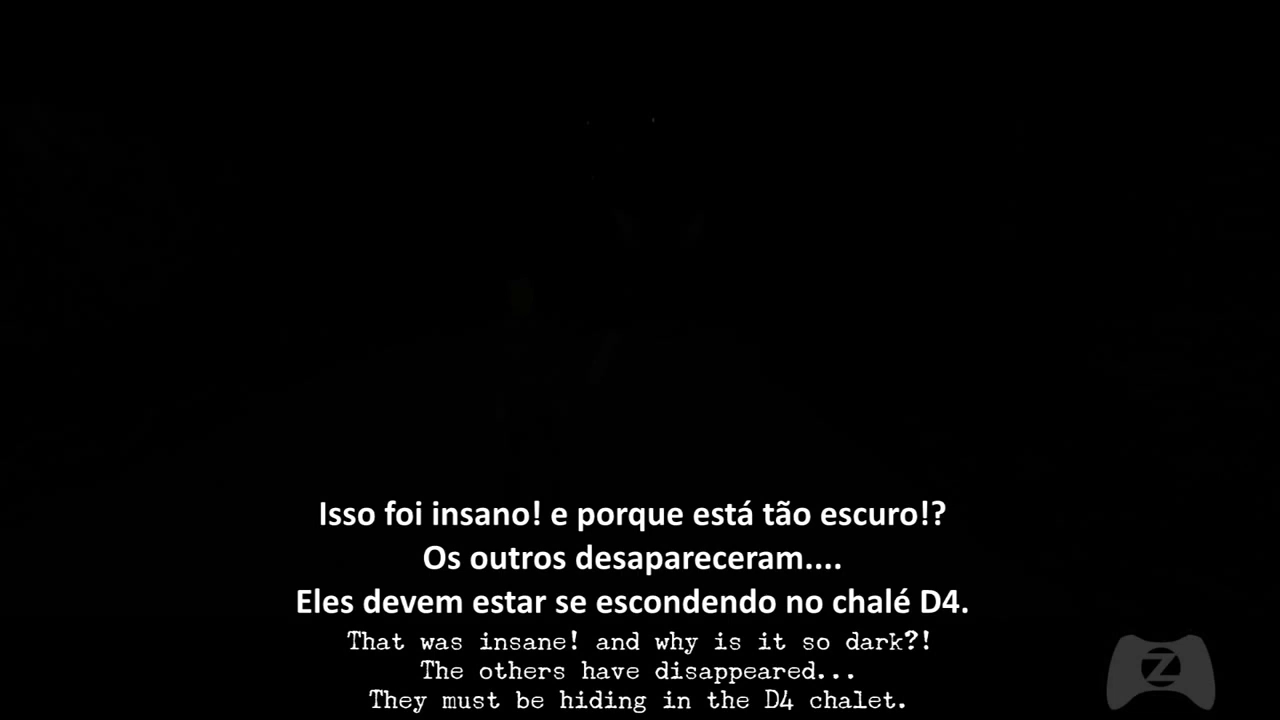 Isso foi insano! e porque está tão escuro!?
Os outros desapareceram....
Eles devem estar se escondendo no chalé D4.
That was insane! and why is it so dark?!
The others have disappeared...
They must be hiding in the D4 chalet.
Z